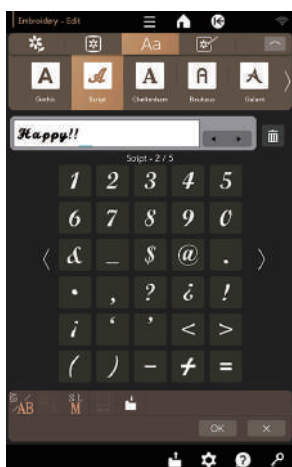 Embroidery - Edit
Aa
A A A A A
Gothic Script Cheltenham Bauhaus Galant
Happy!!
Script - 2 / 5
1 2 3 4 5
6 7 8 9 0
& _ $ @ .
· , ? ¿ !
¡ ‘ ’ < >
( ) - + =
AB S L M
OK ×
?